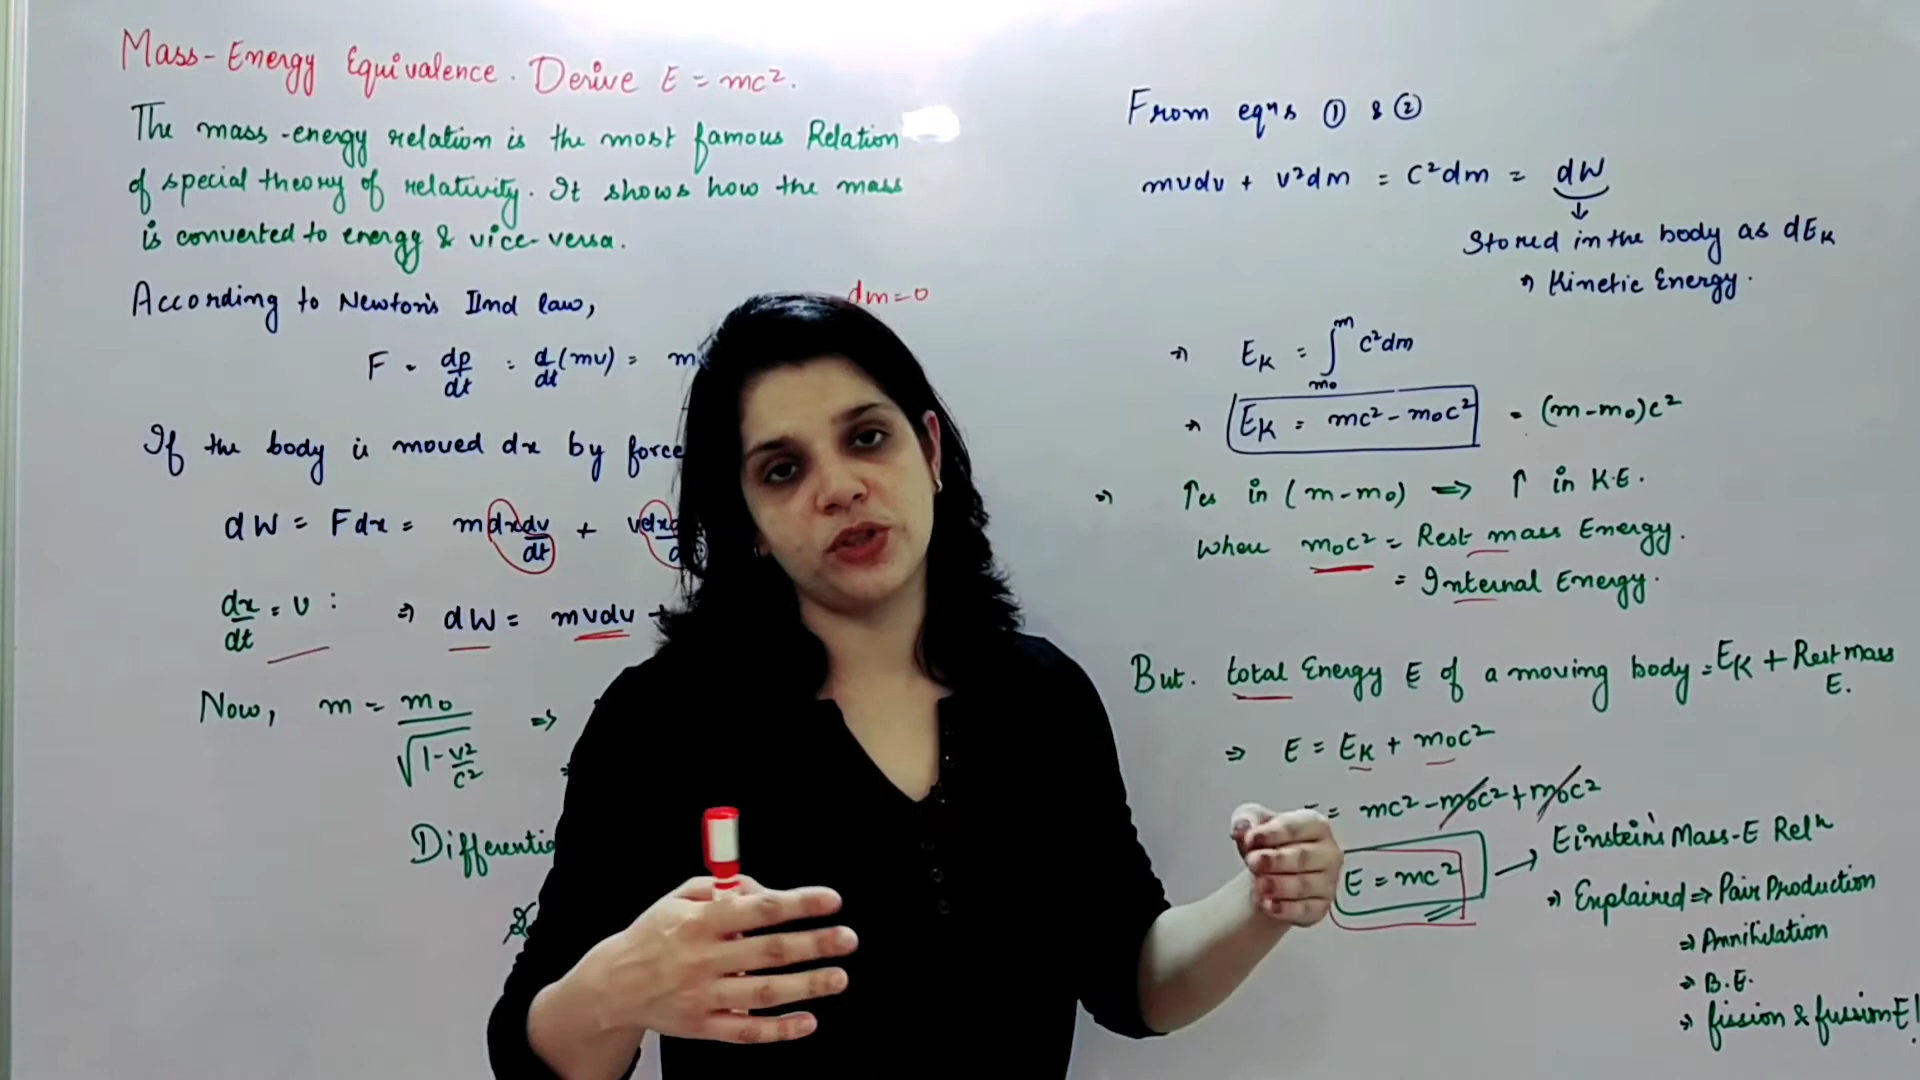 Mass-Energy Equivalence. Derive E = mc².
The mass-energy relation is the most famous Relation
of special theory of relativity. It shows how the mass
is converted to energy & vice-versa.
According to Newton's IInd law,
dm=0
F = dp/dt = d/dt (mv) = m
If the body is moved dx by force
dW = Fdx = mdxdv/dt + vdx
dx/dt = v : ⇒ dW = mvdv +
Now, m = m₀/√(1-v²/c²) ⇒
Differentia
From eqⁿs ① & ②
mvdv + v²dm = c²dm = dW
↓
Stored in the body as dEₖ
⇒ Kinetic Energy.
⇒ Eₖ = ∫ₘ₀ᵐ c²dm
⇒ Eₖ = mc² - m₀c² = (m-m₀)c²
⇒ ↑es in (m-m₀) ⇒ ↑ in K.E.
Where m₀c² = Rest mass Energy.
= Internal Energy.
But. total Energy E of a moving body = Eₖ + Rest mass
E.
⇒ E = Eₖ + m₀c²
= mc² - m₀c² + m₀c²
E = mc² → Einstein's Mass-E Relⁿ
⇒ Explained ⇒ Pair Production
⇒ Annihilation
⇒ B.E.
⇒ fission & fussion E!